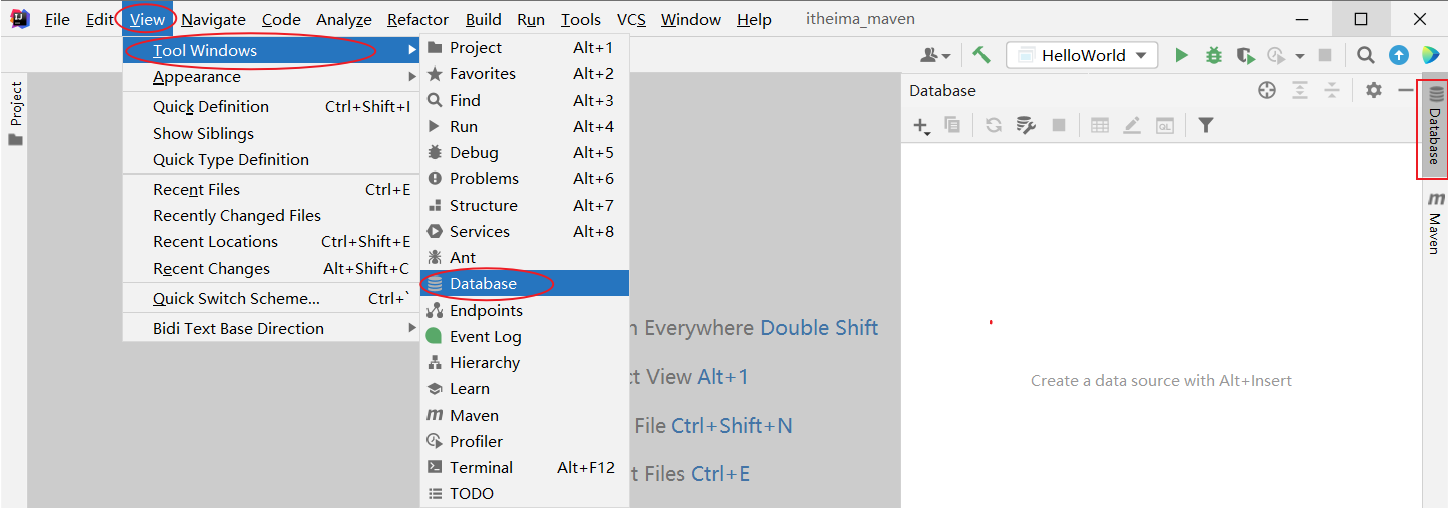 File Edit View Navigate Code Analyze Refactor Build Run Tools VCS Window Help itheima_maven
HelloWorld
Project
Tool Windows
Appearance
Quick Definition Ctrl+Shift+I
Show Siblings
Quick Type Definition
Recent Files Ctrl+E
Recently Changed Files
Recent Locations Ctrl+Shift+E
Recent Changes Alt+Shift+C
Quick Switch Scheme... Ctrl+`
Bidi Text Base Direction
Project Alt+1
Favorites Alt+2
Find Alt+3
Run Alt+4
Debug Alt+5
Problems Alt+6
Structure Alt+7
Services Alt+8
Ant
Database
Endpoints
Event Log
Hierarchy
Learn
Maven
Profiler
Terminal Alt+F12
TODO
Everywhere Double Shift
View Alt+1
File Ctrl+Shift+N
Files Ctrl+E
Database
QL
Create a data source with Alt+Insert
Database
Maven